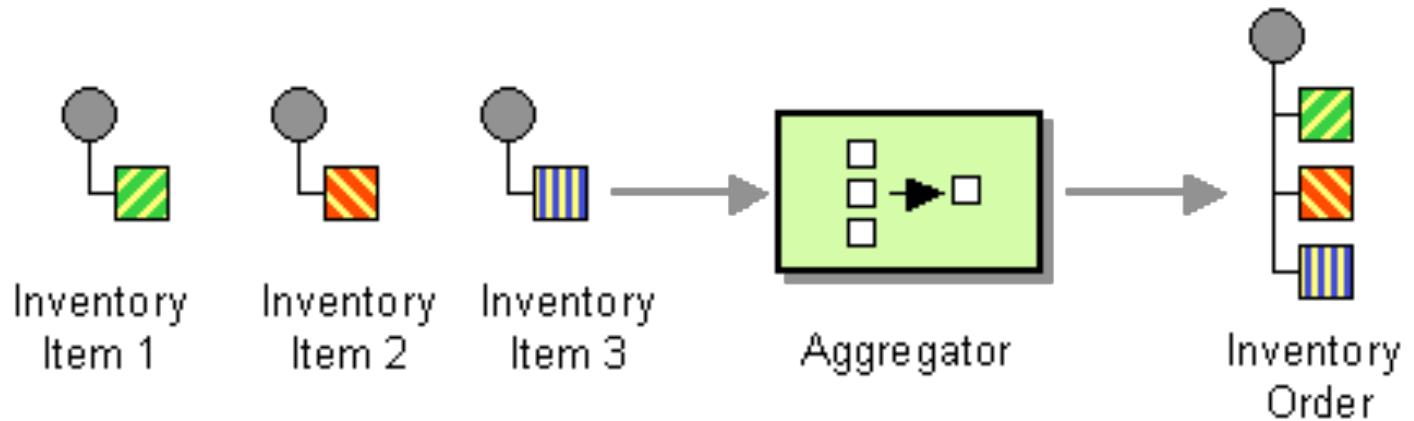 Inventory
Item 1
Inventory
Item 2
Inventory
Item 3
Aggregator
Inventory
Order